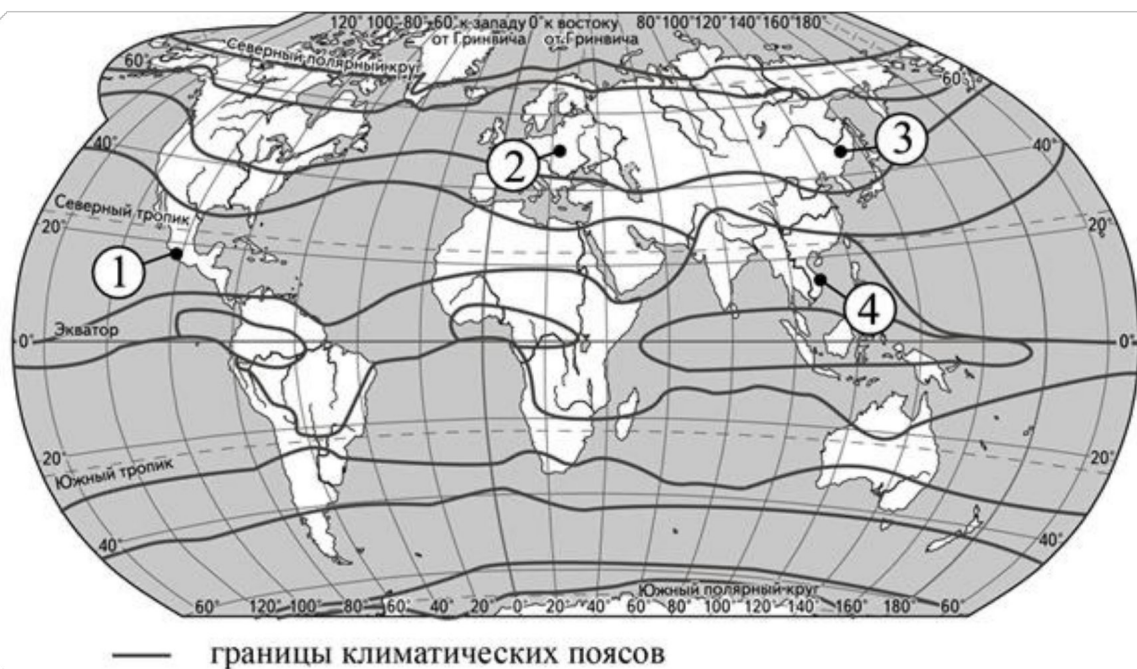 120° 100° 80° 60° к западу 0° к востоку 80° 100° 120° 140° 160° 180°
от Гринвича от Гринвича
Северный полярный круг
60° 60°
40° 40°
3
2
Северный тропик
20° 20°
1
4
Экватор
0° 0°
20° 20°
Южный тропик
40° 40°
Южный полярный круг
60° 120° 100° 80° 60° 40° 20° 0° 20° 40° 60° 80° 100° 120° 160° 180° 60°
границы климатических поясов